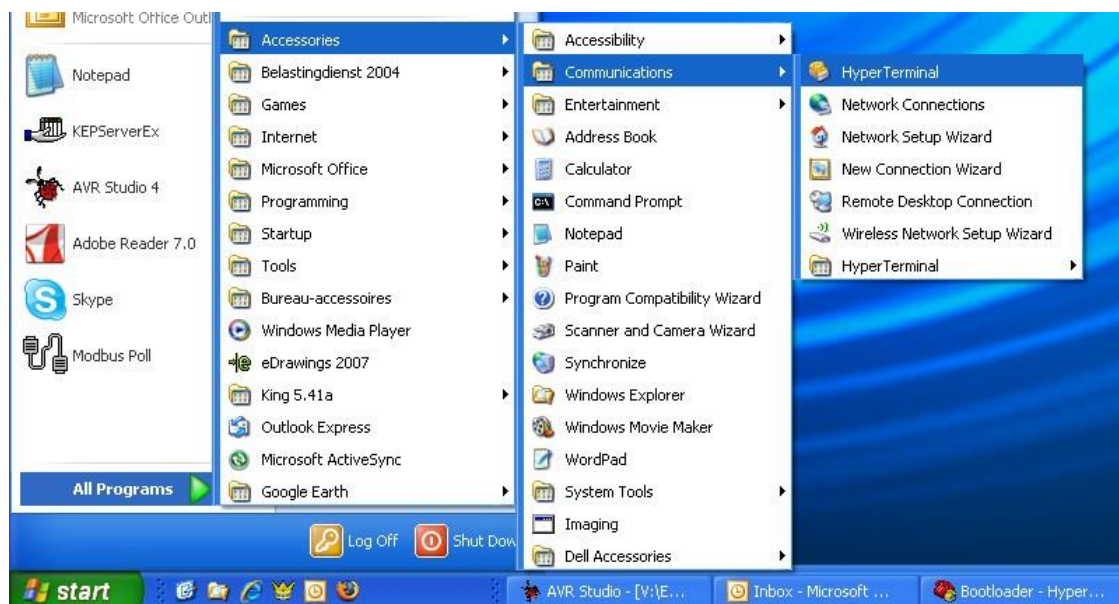 Microsoft Office Outl
Notepad
KEPServerEx
AVR Studio 4
Adobe Reader 7.0
Skype
Modbus Poll
All Programs
Accessories
Belastingdienst 2004
Games
Internet
Microsoft Office
Programming
Startup
Tools
Bureau-accessoires
Windows Media Player
eDrawings 2007
King 5.41a
Outlook Express
Microsoft ActiveSync
Google Earth
Accessibility
Communications
Entertainment
Address Book
Calculator
Command Prompt
Notepad
Paint
Program Compatibility Wizard
Scanner and Camera Wizard
Synchronize
Windows Explorer
Windows Movie Maker
WordPad
System Tools
Imaging
Dell Accessories
HyperTerminal
Network Connections
Network Setup Wizard
New Connection Wizard
Remote Desktop Connection
Wireless Network Setup Wizard
HyperTerminal
Log Off
Shut Dow
start
AVR Studio - [V:\E...
Inbox - Microsoft ...
Bootloader - Hyper...